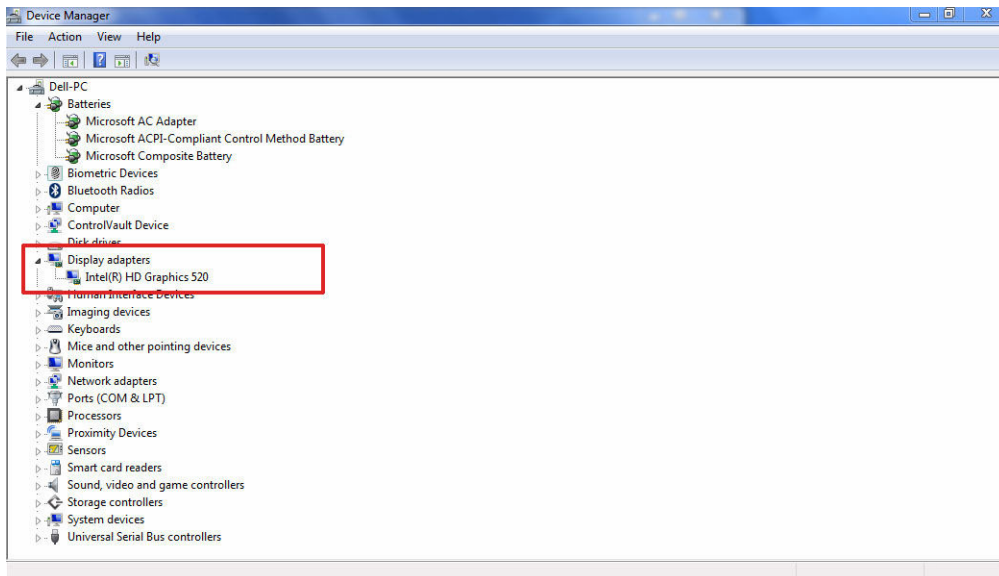 Device Manager
File Action View Help
Dell-PC
Batteries
Microsoft AC Adapter
Microsoft ACPI-Compliant Control Method Battery
Microsoft Composite Battery
Biometric Devices
Bluetooth Radios
Computer
ControlVault Device
Disk drives
Display adapters
Intel(R) HD Graphics 520
Human Interface Devices
Imaging devices
Keyboards
Mice and other pointing devices
Monitors
Network adapters
Ports (COM & LPT)
Processors
Proximity Devices
Sensors
Smart card readers
Sound, video and game controllers
Storage controllers
System devices
Universal Serial Bus controllers